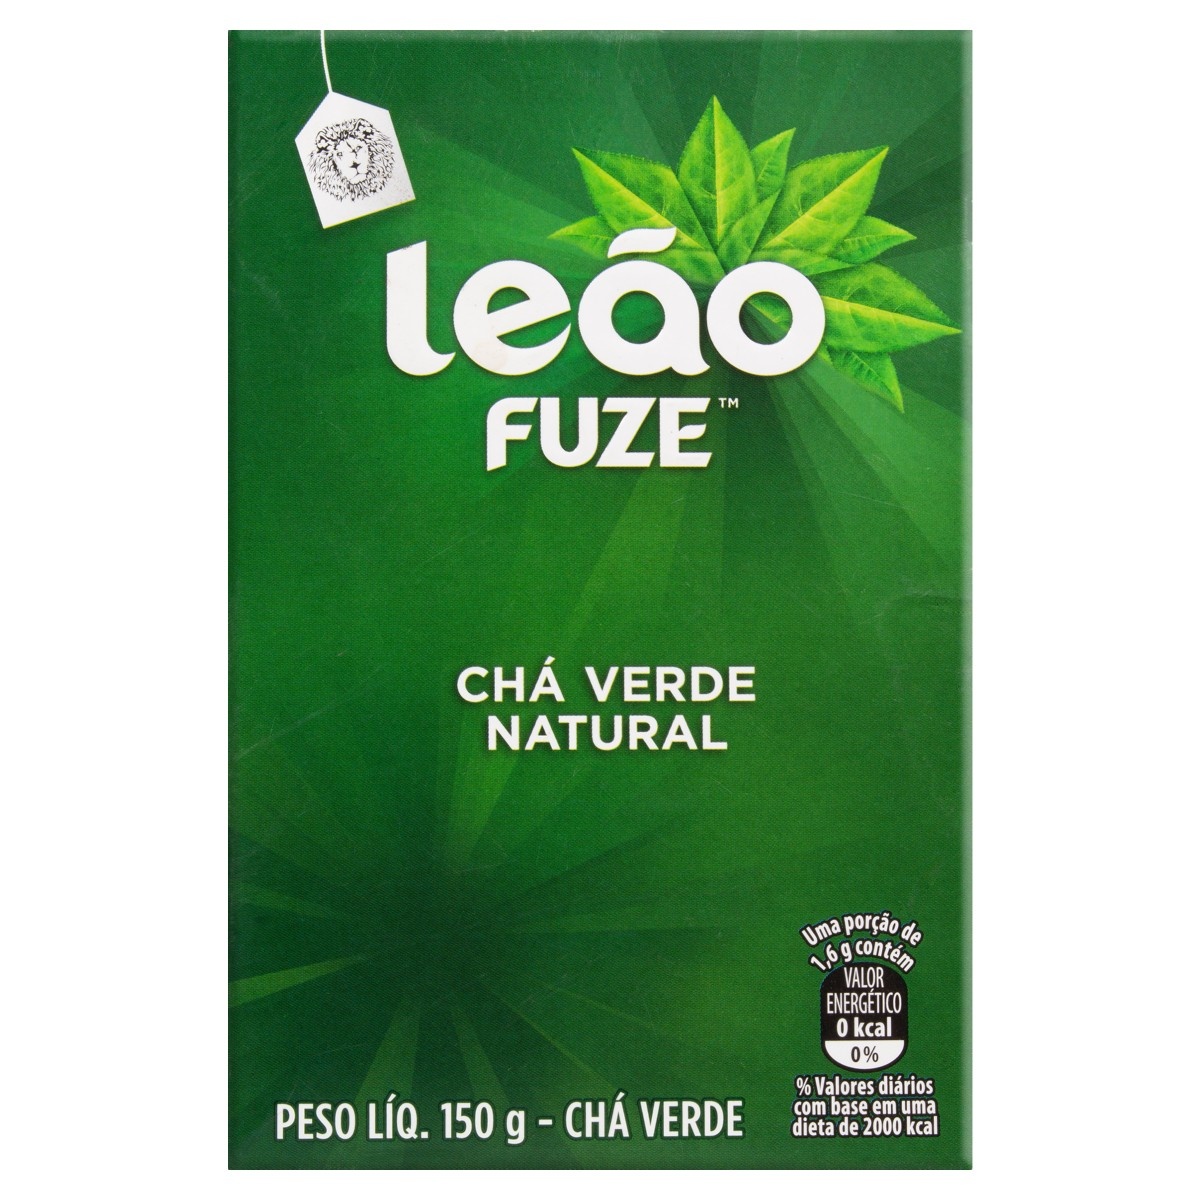 leão
FUZE™
CHÁ VERDE
NATURAL
Uma porção de
1,6 g contém
VALOR
ENERGÉTICO
0 kcal
0%
% Valores diários
com base em uma
dieta de 2000 kcal
PESO LÍQ. 150 g - CHÁ VERDE